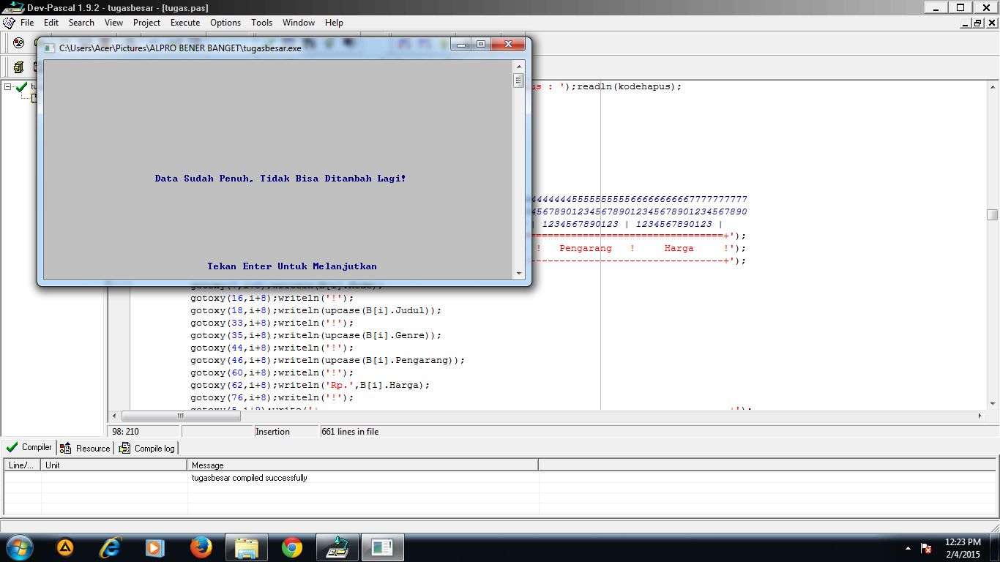 Dev-Pascal 1.9.2 - tugasbesar - [tugas.pas]
File Edit Search View Project Execute Options Tools Window Help
C:\Users\Acer\Pictures\ALPRO BENER BANGET\tugasbesar.exe
Data Sudah Penuh, Tidak Bisa Ditambah Lagi!
Tekan Enter Untuk Melanjutkan
: ');readln(kodehapus);
4444444555555555566666666667777777777
4567890123456789012345678901234567890
| 1234567890123 | 1234567890123 |
=================================+');
! Pengarang ! Harga !');
---------------------------------+');
gotoxy(16,i+8);writeln('!');
gotoxy(18,i+8);writeln(upcase(B[i].Judul));
gotoxy(33,i+8);writeln('!');
gotoxy(35,i+8);writeln(upcase(B[i].Genre));
gotoxy(44,i+8);writeln('!');
gotoxy(46,i+8);writeln(upcase(B[i].Pengarang));
gotoxy(60,i+8);writeln('!');
gotoxy(62,i+8);writeln('Rp.',B[i].Harga);
gotoxy(76,i+8);writeln('!');
98: 210 Insertion 661 lines in file
Compiler Resource Compile log
Line/... Unit Message
tugasbesar compiled successfully
12:23 PM
2/4/2015